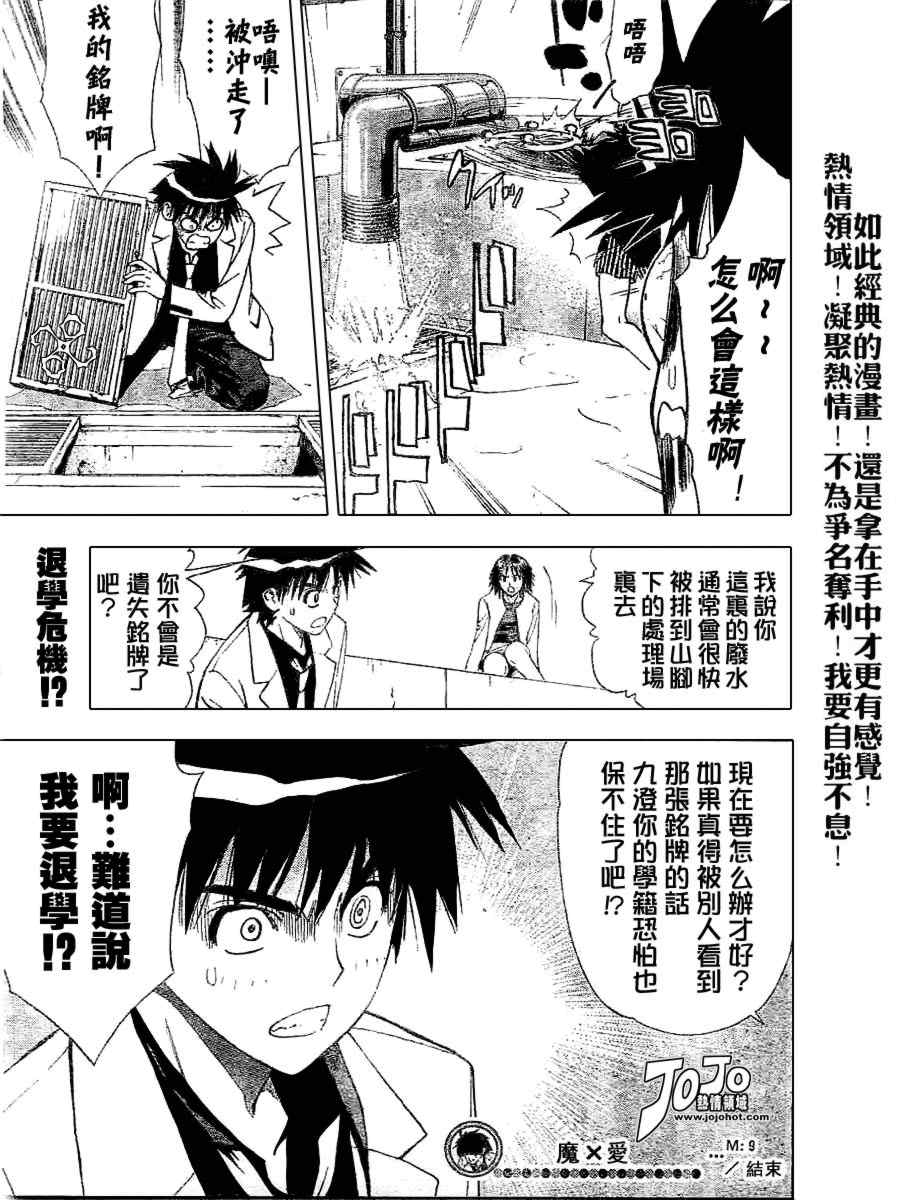 唔
唔
啊~~
怎么會這樣啊!
グイッ
唔噢—
被沖走了
……
我的銘牌啊!
我說你
這裏的廢水
通常會很快
被排到山腳
下的處理場
裏去
你不會是
遺失銘牌了
吧?
退學危機!?
現在要怎么辦才好?
如果真得被別人看到
那張銘牌的話
九澄你的學籍恐怕也
保不住了吧!?
啊…難道說
我要退學!?
JOJO
熱情領域
www.jojohot.com
魔×愛
M:9
…/結束
如此經典的漫畫!還是拿在手中才更有感覺!
熱情領域!凝聚熱情!不為爭名奪利!我要自強不息!